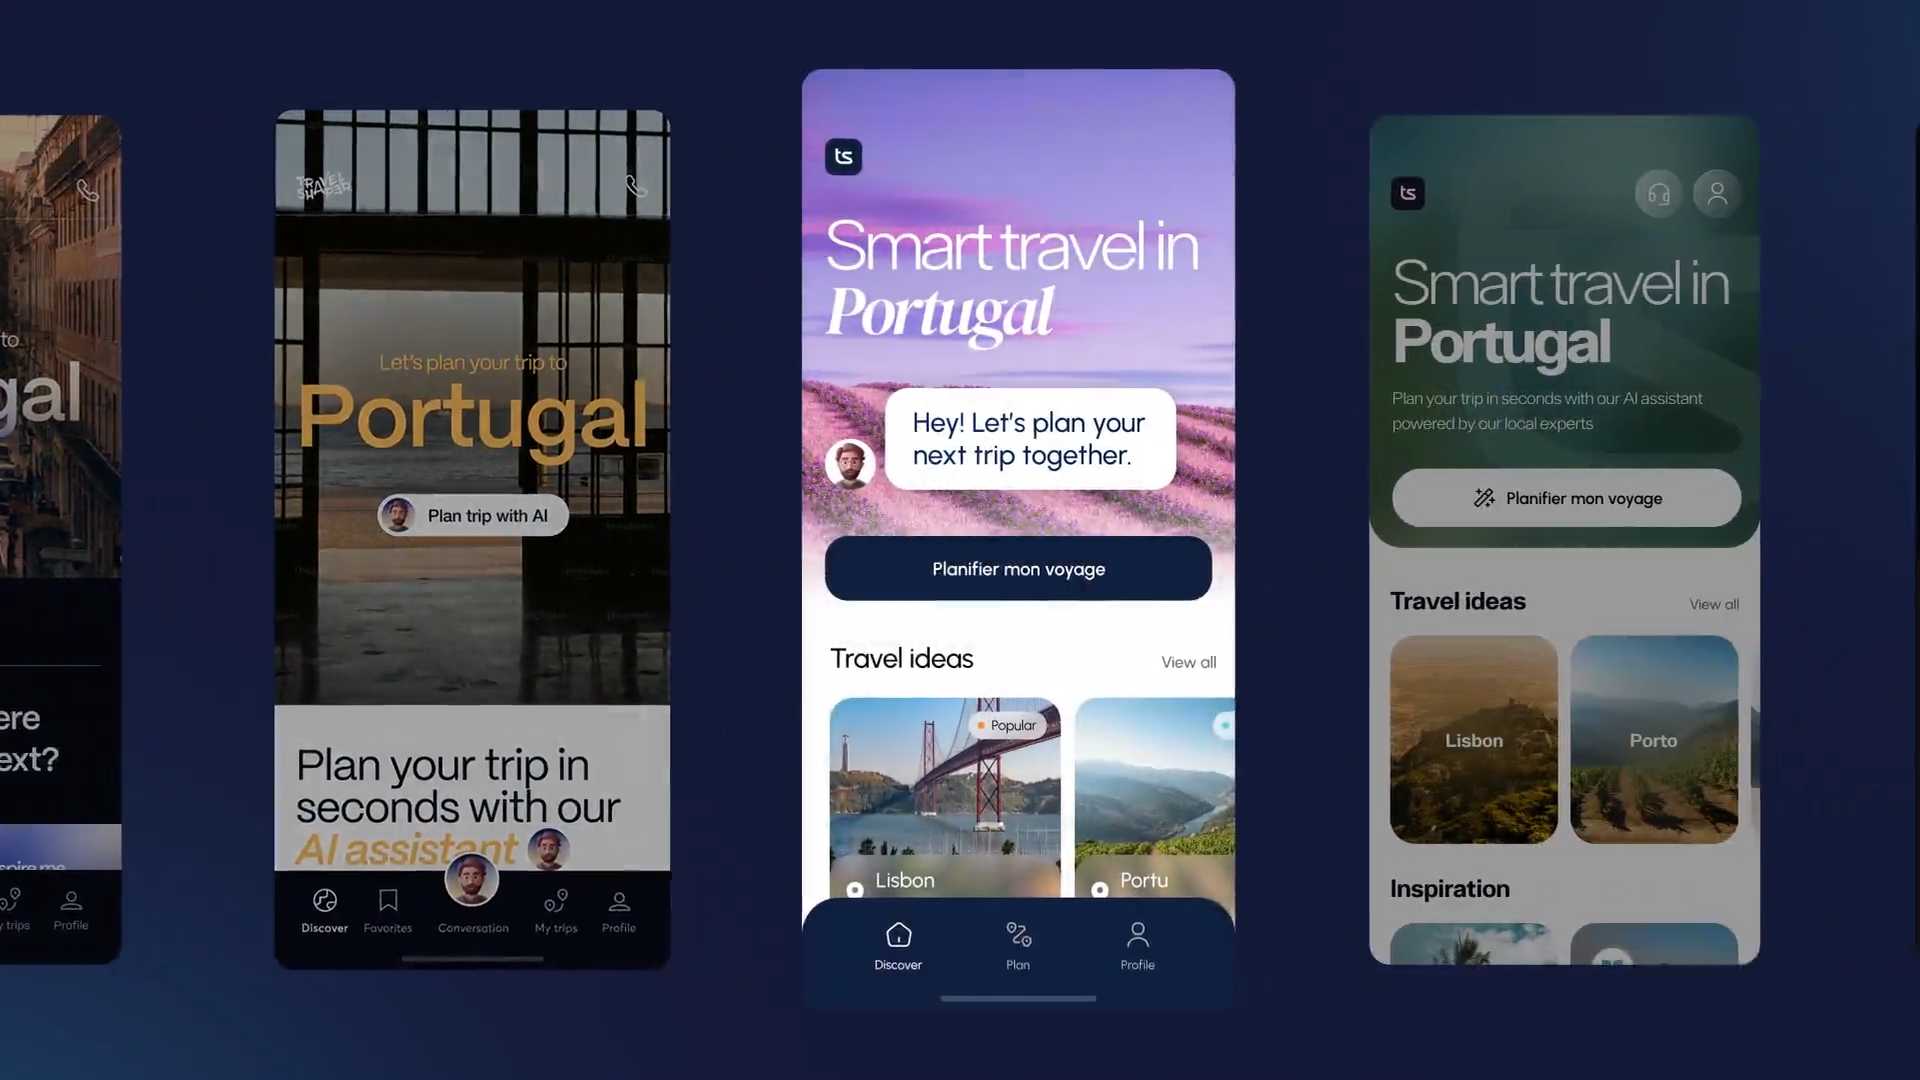 to
gal
ere
ext?
spire me
y trips
Profile
TRAVEL
SHAPER
Let's plan your trip to
Portugal
Plan trip with AI
Plan your trip in
seconds with our
AI assistant
Discover
Favorites
Conversation
My trips
Profile
ts
Smart travel in
Portugal
Hey! Let's plan your
next trip together.
Planifier mon voyage
Travel ideas
View all
Popular
Lisbon
Portu
Discover
Plan
Profile
ts
Smart travel in
Portugal
Plan your trip in seconds with our AI assistant
powered by our local experts
Planifier mon voyage
Travel ideas
View all
Lisbon
Porto
Inspiration